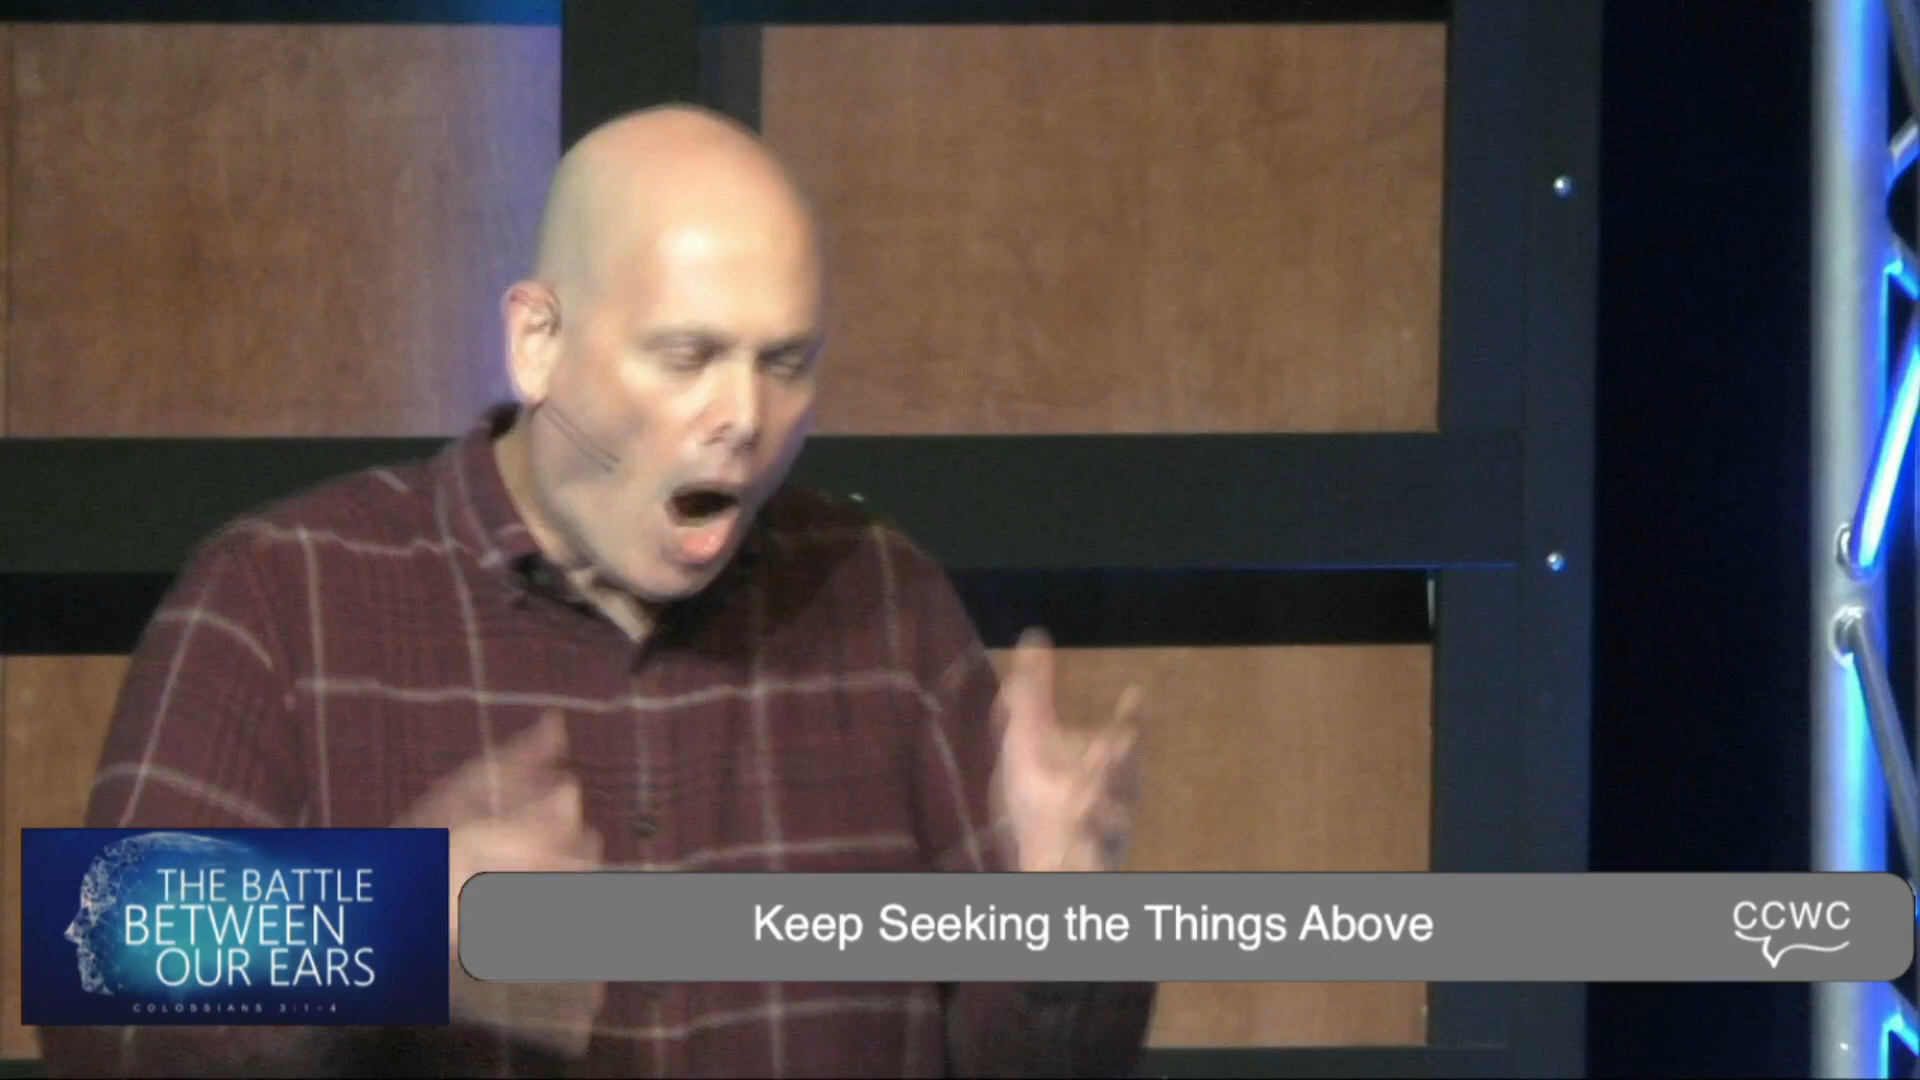 THE BATTLE
BETWEEN
OUR EARS
COLOSSIANS 3:1-4
Keep Seeking the Things Above
CCWC